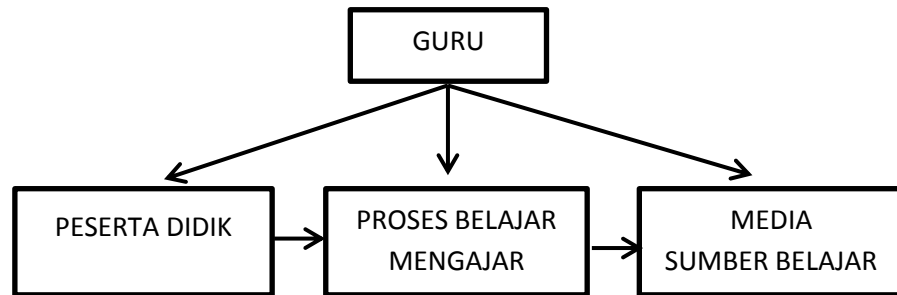 GURU
PESERTA DIDIK
PROSES BELAJAR
MENGAJAR
MEDIA
SUMBER BELAJAR